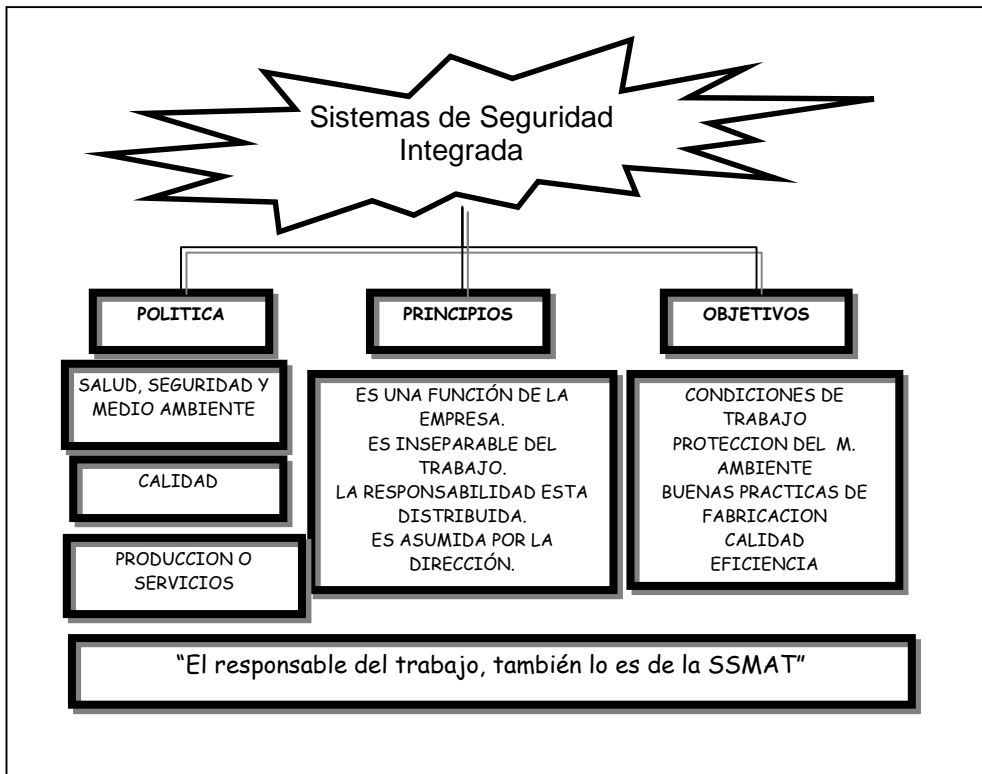 Sistemas de Seguridad
Integrada
POLITICA
SALUD, SEGURIDAD Y
MEDIO AMBIENTE
CALIDAD
PRODUCCION O
SERVICIOS
PRINCIPIOS
ES UNA FUNCIÓN DE LA
EMPRESA.
ES INSEPARABLE DEL
TRABAJO.
LA RESPONSABILIDAD ESTA
DISTRIBUIDA.
ES ASUMIDA POR LA
DIRECCIÓN.
OBJETIVOS
CONDICIONES DE
TRABAJO
PROTECCION DEL M.
AMBIENTE
BUENAS PRACTICAS DE
FABRICACION
CALIDAD
EFICIENCIA
“El responsable del trabajo, también lo es de la SSMAT”